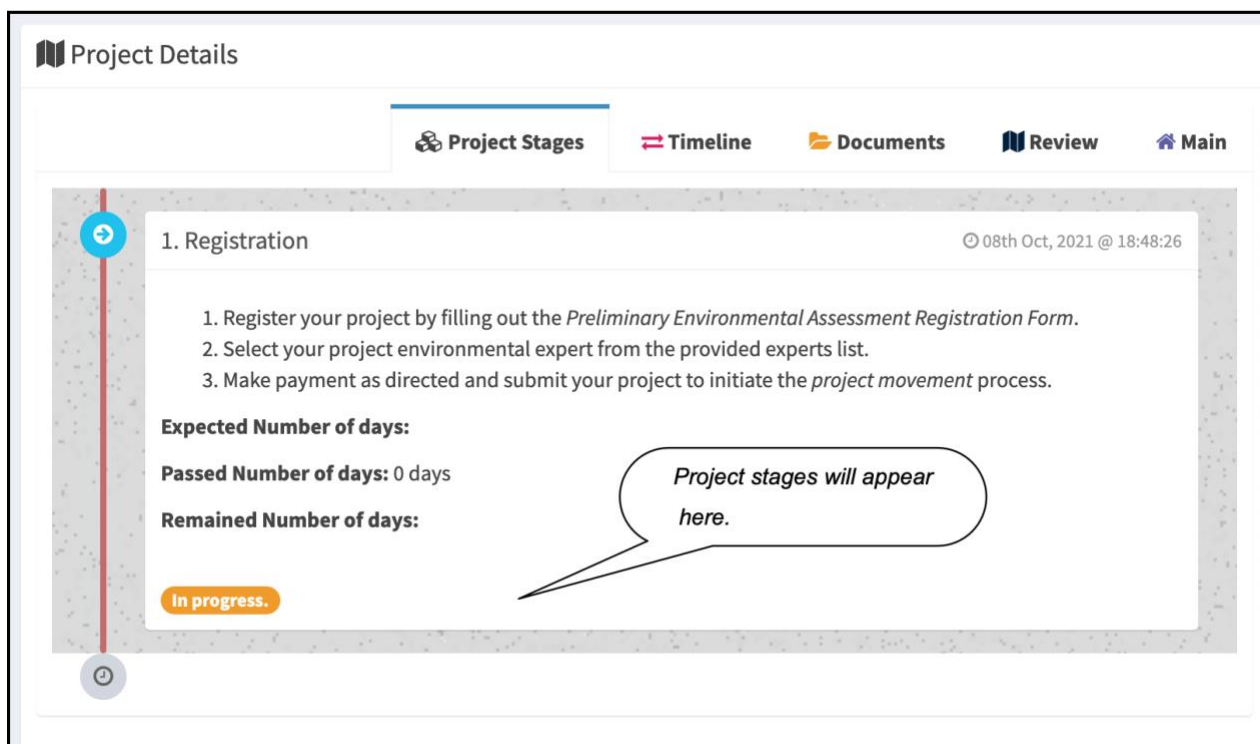 Project Details
Project Stages
Timeline
Documents
Review
Main
1. Registration
08th Oct, 2021 @ 18:48:26
1. Register your project by filling out the Preliminary Environmental Assessment Registration Form.
2. Select your project environmental expert from the provided experts list.
3. Make payment as directed and submit your project to initiate the project movement process.
Expected Number of days:
Passed Number of days: 0 days
Remained Number of days:
Project stages will appear
here.
In progress.